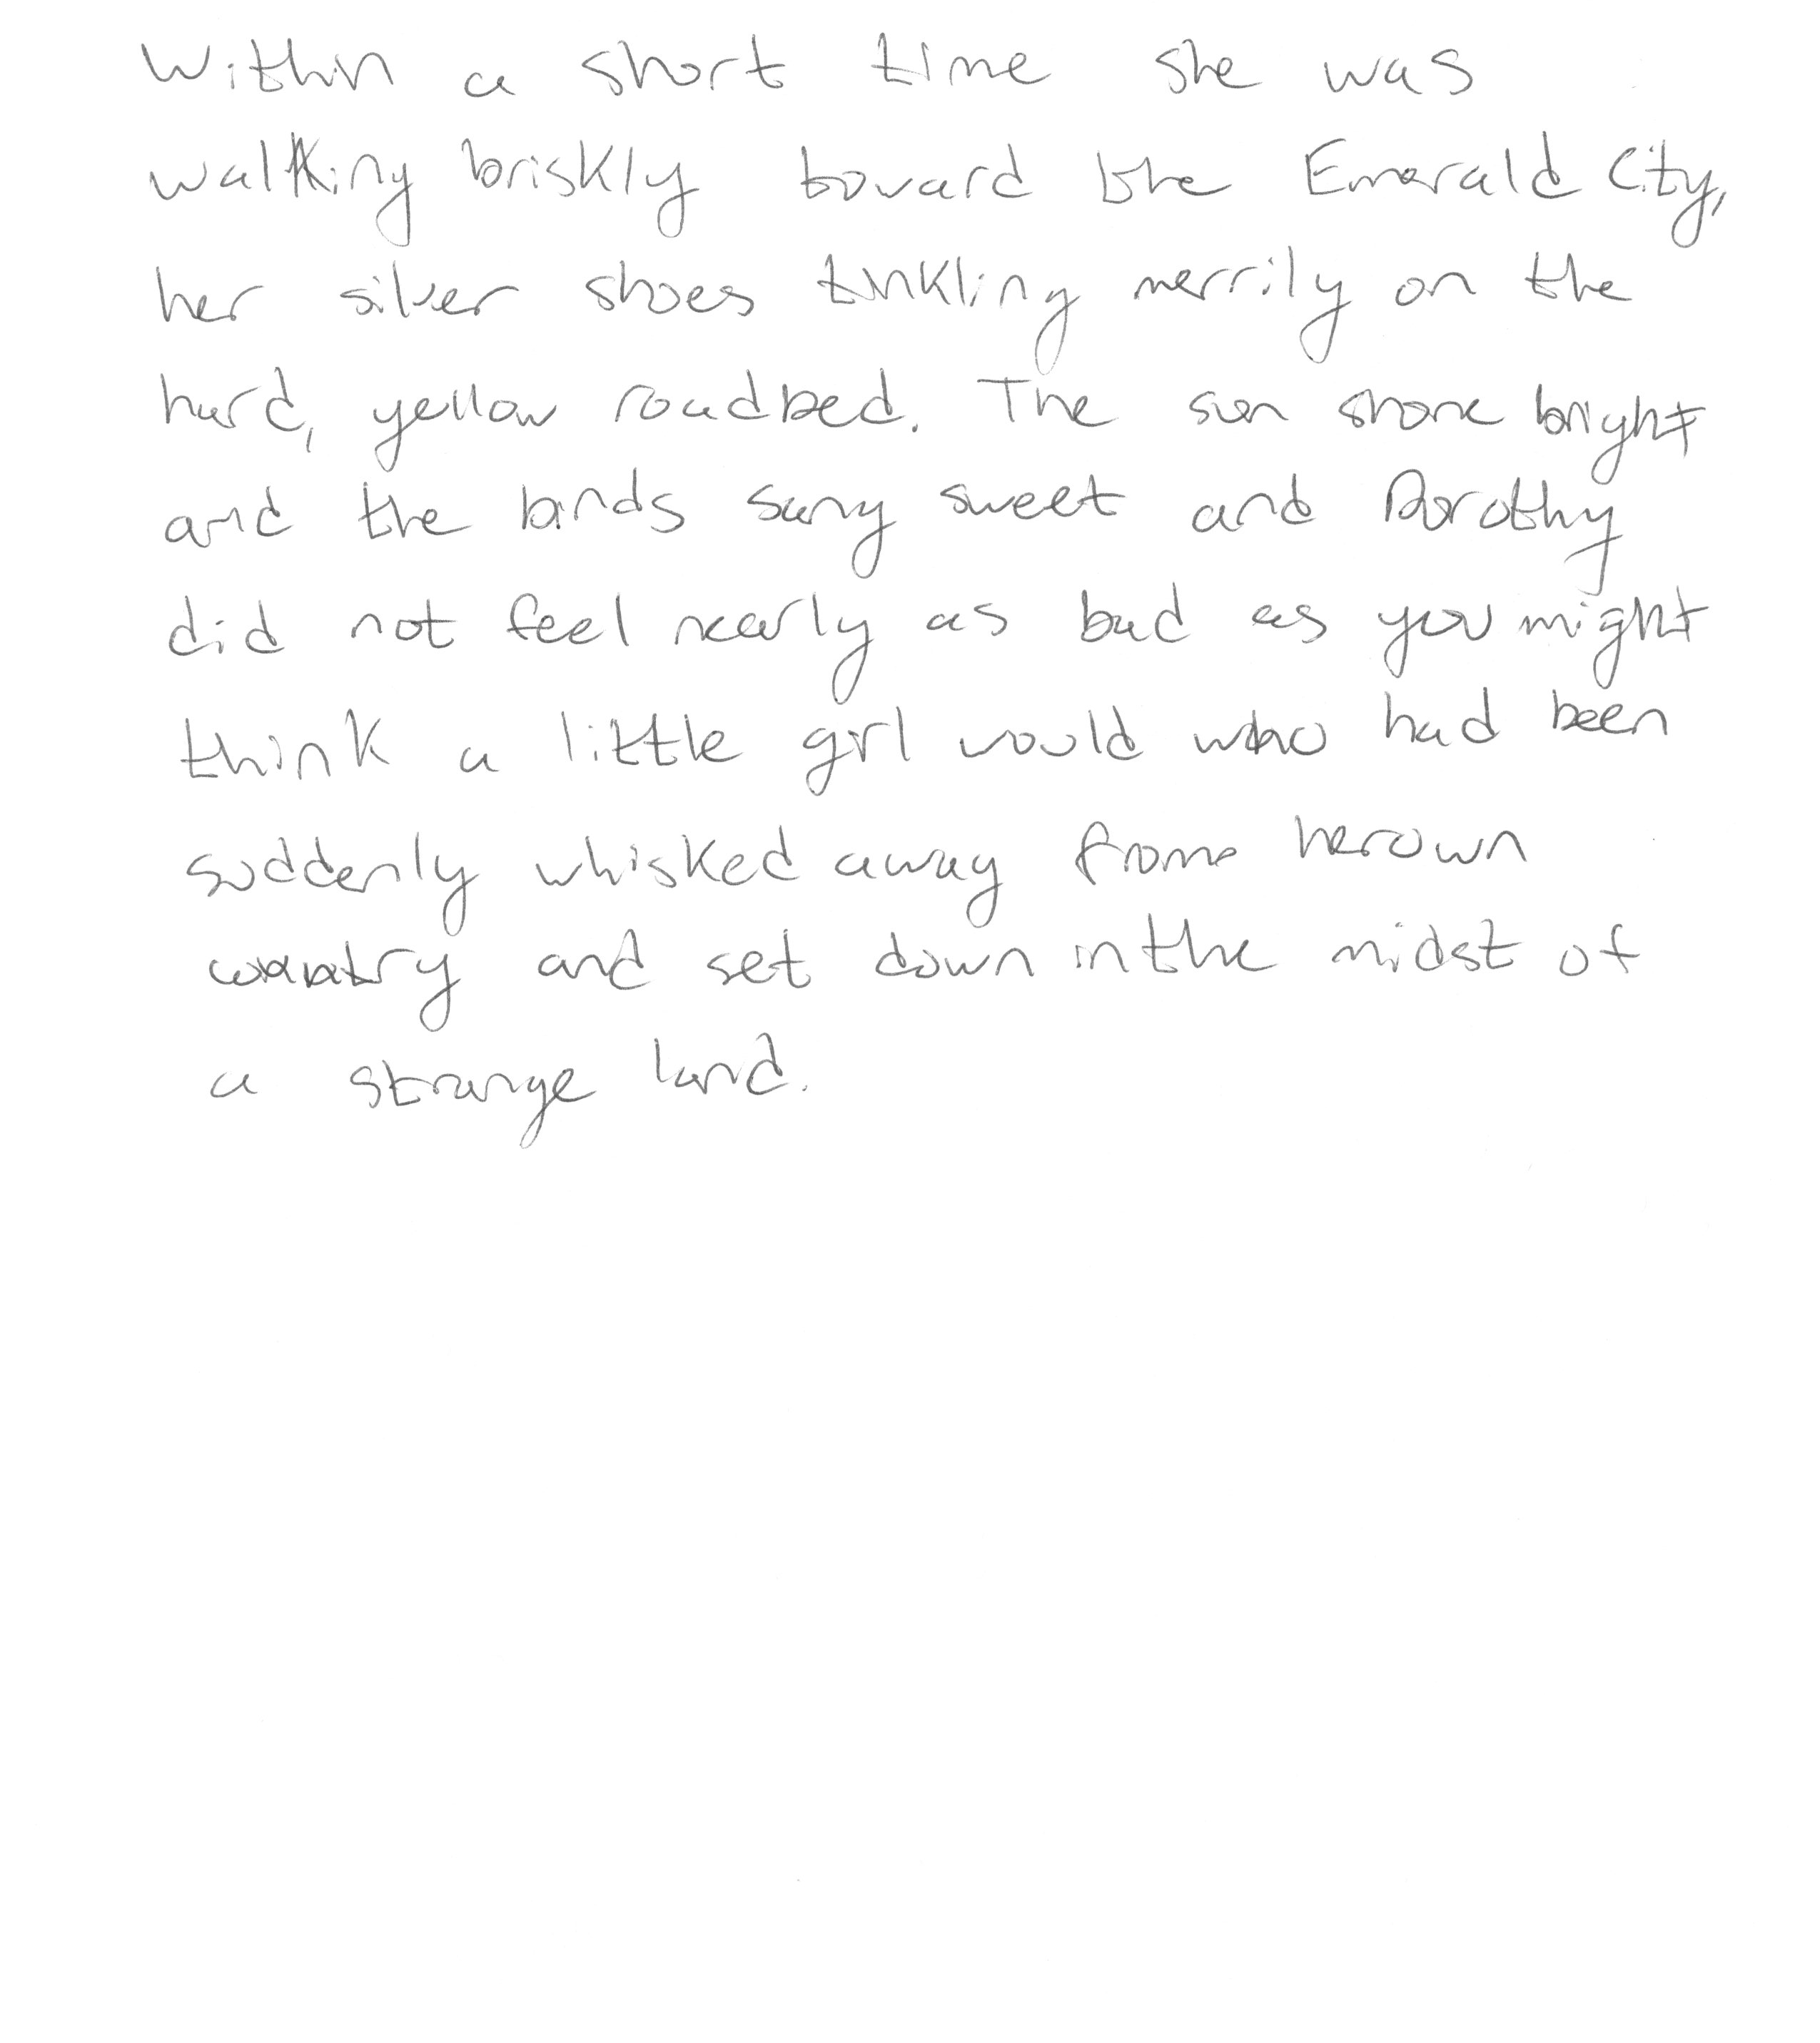 Within a short time she was
walking briskly toward the Emerald City,
her silver shoes tinkling merrily on the
hard, yellow roadbed. The sun shone bright
and the birds sang sweet and Dorothy
did not feel nearly as bad as you might
think a little girl would who had been
suddenly whisked away from her own
country and set down in the midst of
a strange land.